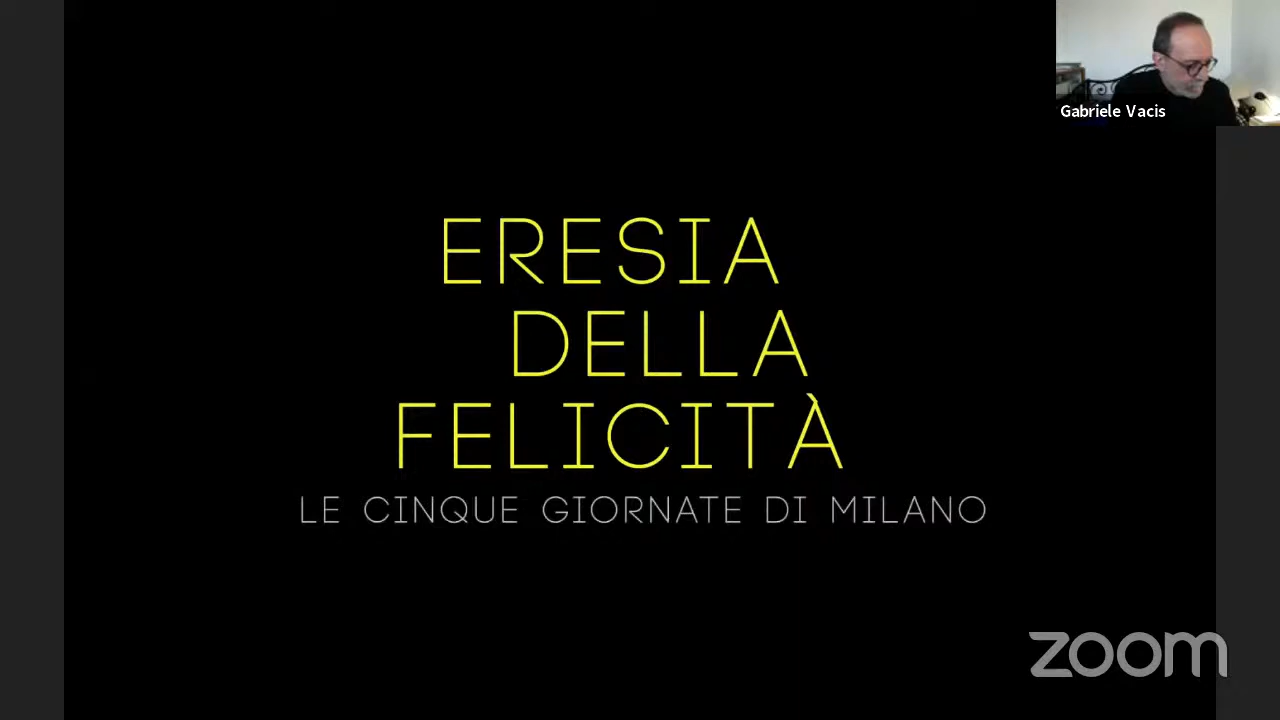 Gabriele Vacis
ERESIA
DELLA
FELICITÀ
LE CINQUE GIORNATE DI MILANO
zoom